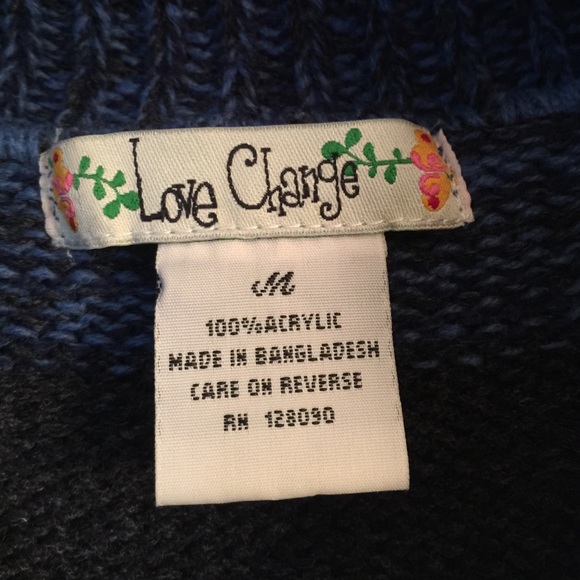 Love Change
M
100%ACRYLIC
MADE IN BANGLADESH
CARE ON REVERSE
RN 128090